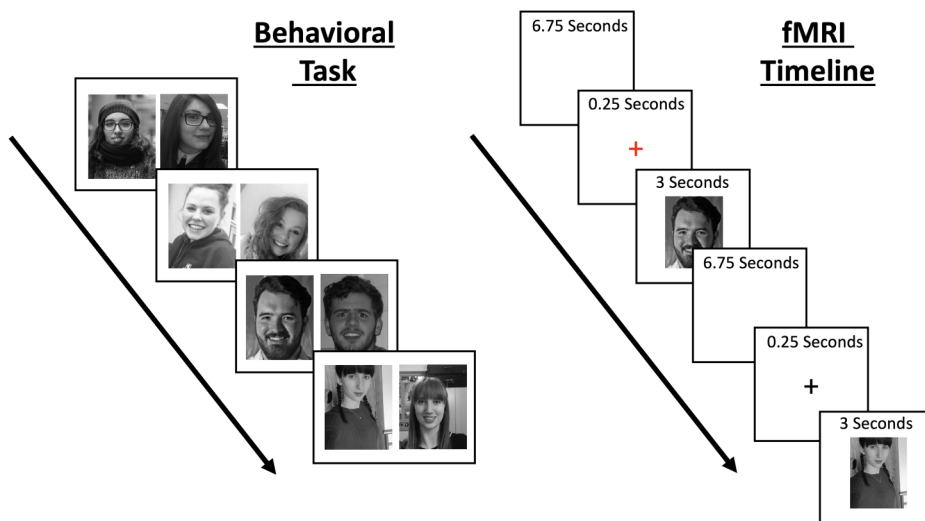 Behavioral
Task
fMRI
Timeline
6.75 Seconds
0.25 Seconds
+
3 Seconds
6.75 Seconds
0.25 Seconds
+
3 Seconds